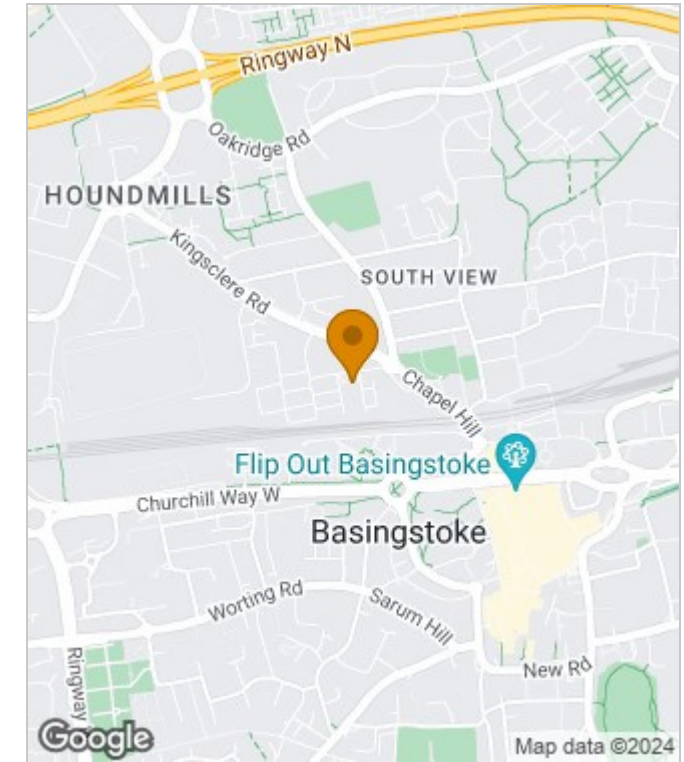 Ringway N
Oakridge Rd
HOUNDMILLS
Kingsclere Rd
SOUTH VIEW
Chapel Hill
Flip Out Basingstoke
Churchill Way W
Basingstoke
Worting Rd
Sarum Hill
New Rd
Ringway
Google
Map data ©2024